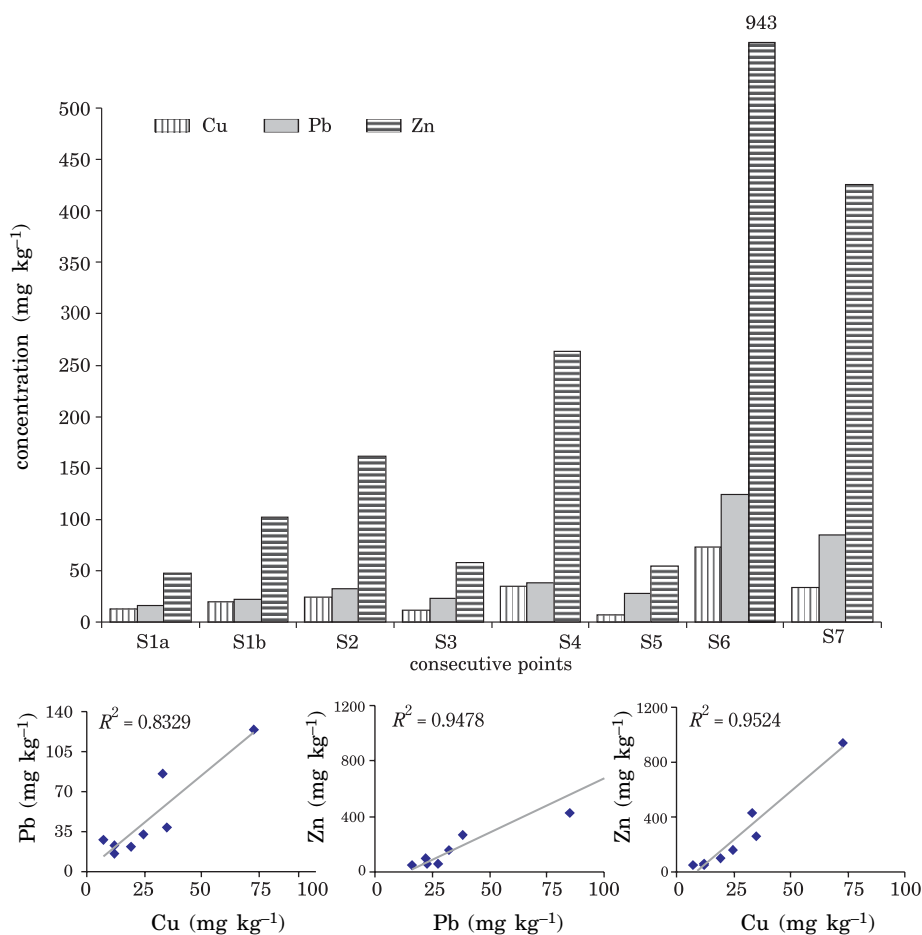 943
500
450
400
350
300
250
200
150
100
50
0
concentration (mg kg⁻¹)
Cu Pb Zn
S1a S1b S2 S3 S4 S5 S6 S7
consecutive points
140
105
70
35
0
Pb (mg kg⁻¹)
R² = 0.8329
0 25 50 75 100
Cu (mg kg⁻¹)
1200
800
400
0
Zn (mg kg⁻¹)
R² = 0.9478
0 25 50 75 100
Pb (mg kg⁻¹)
1200
800
400
0
Zn (mg kg⁻¹)
R² = 0.9524
0 25 50 75 100
Cu (mg kg⁻¹)